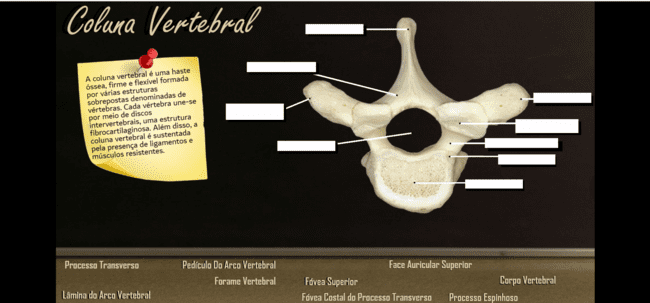 Coluna Vertebral
A coluna vertebral é uma haste
óssea, firme e flexível formada
por várias estruturas
sobrepostas denominadas de
vértebras. Cada vértebra une-se
por meio de discos
intervertebrais, uma estrutura
fibrocartilaginosa. Além disso, a
coluna vertebral é sustentada
pela presença de ligamentos e
músculos resistentes.
Processo Transverso
Pedículo Do Arco Vertebral
Face Auricular Superior
Forame Vertebral
Fóvea Superior
Corpo Vertebral
Lâmina do Arco Vertebral
Fóvea Costal do Processo Transverso
Processo Espinhoso